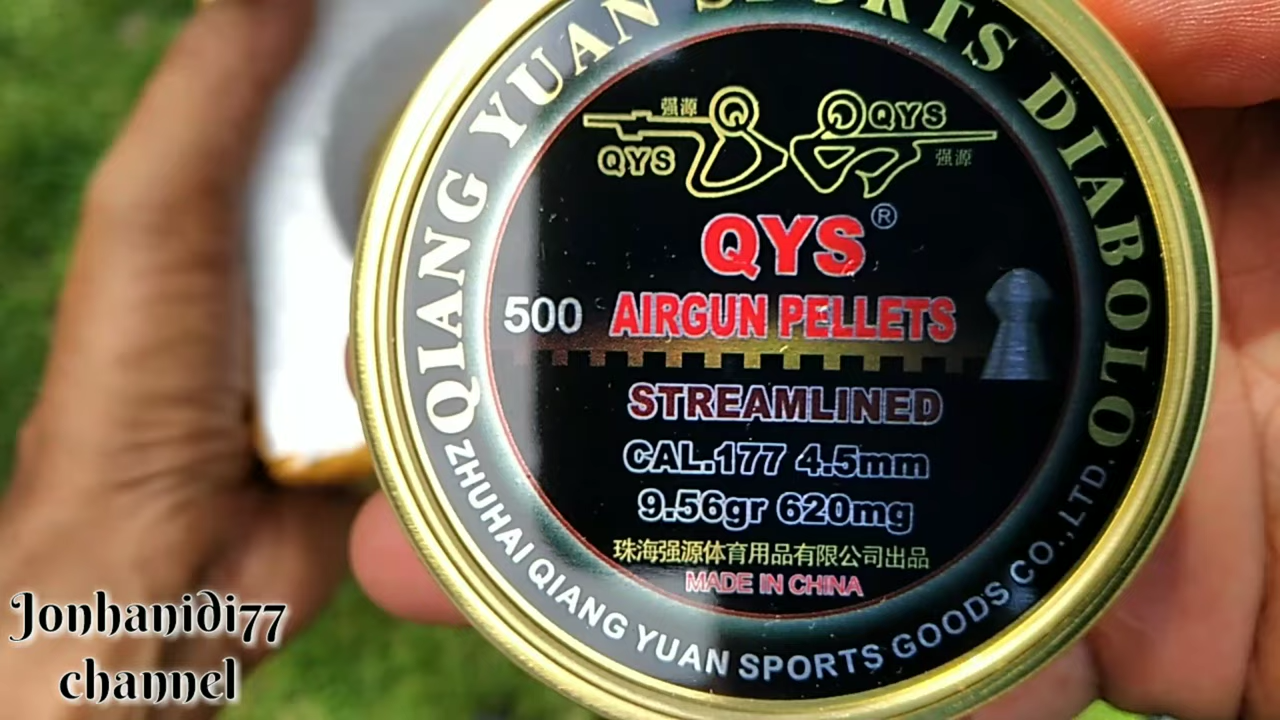 QIANG YUAN SPORTS DIABOLO
强源
QYS
QYS
强源
QYS®
500 AIRGUN PELLETS
STREAMLINED
CAL.177 4.5mm
9.56gr 620mg
珠海强源体育用品有限公司出品
MADE IN CHINA
ZHUHAI QIANG YUAN SPORTS GOODS CO.,LTD.
Jonhanidi77
channel